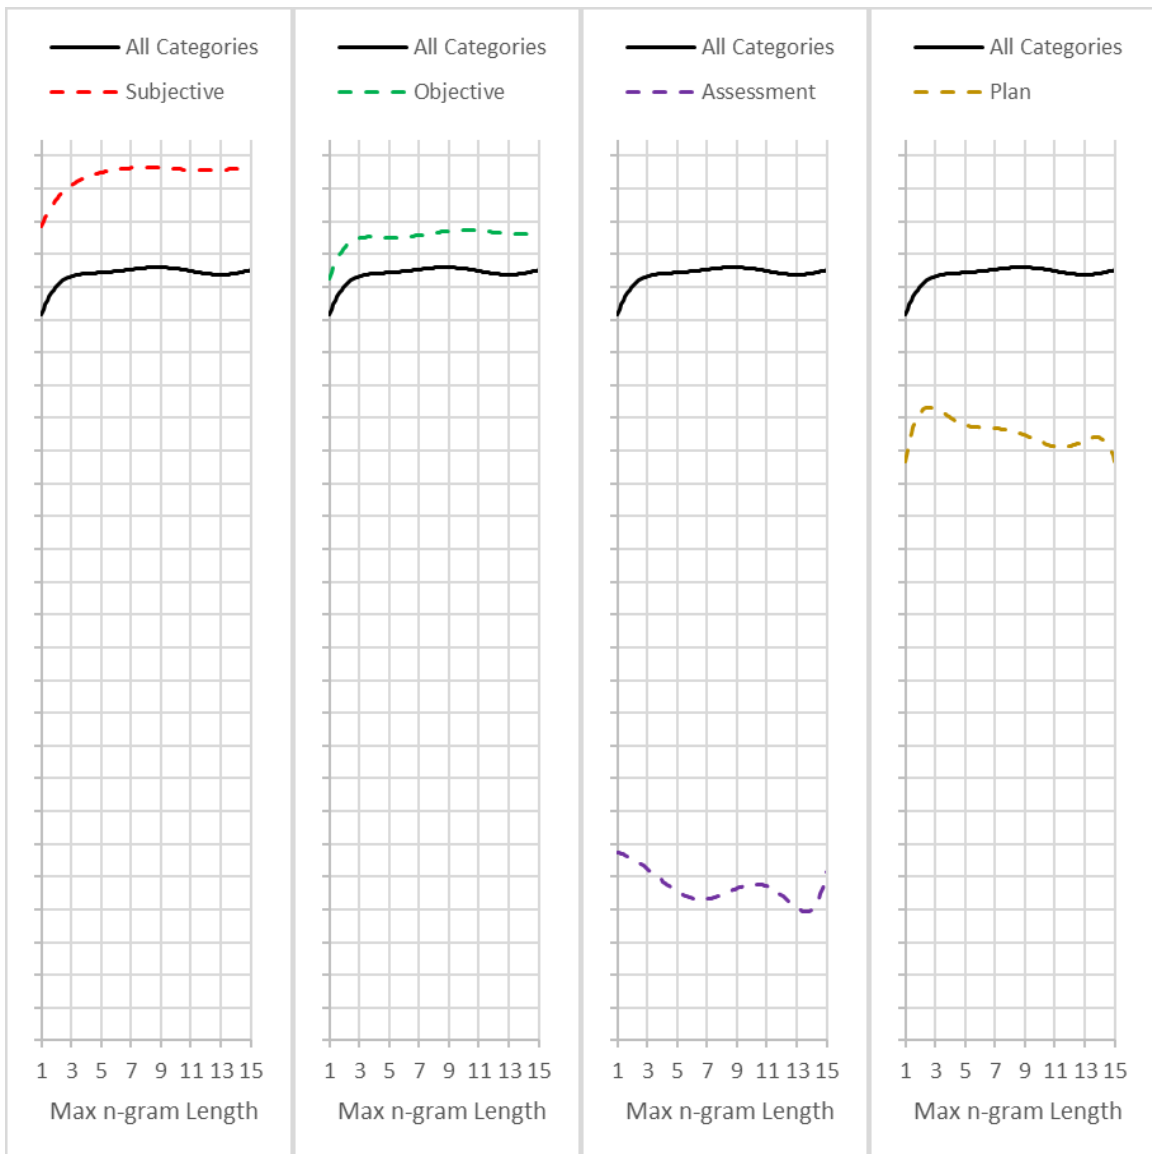 All Categories
Subjective
1 3 5 7 9 11 13 15
Max n-gram Length
All Categories
Objective
1 3 5 7 9 11 13 15
Max n-gram Length
All Categories
Assessment
1 3 5 7 9 11 13 15
Max n-gram Length
All Categories
Plan
1 3 5 7 9 11 13 15
Max n-gram Length